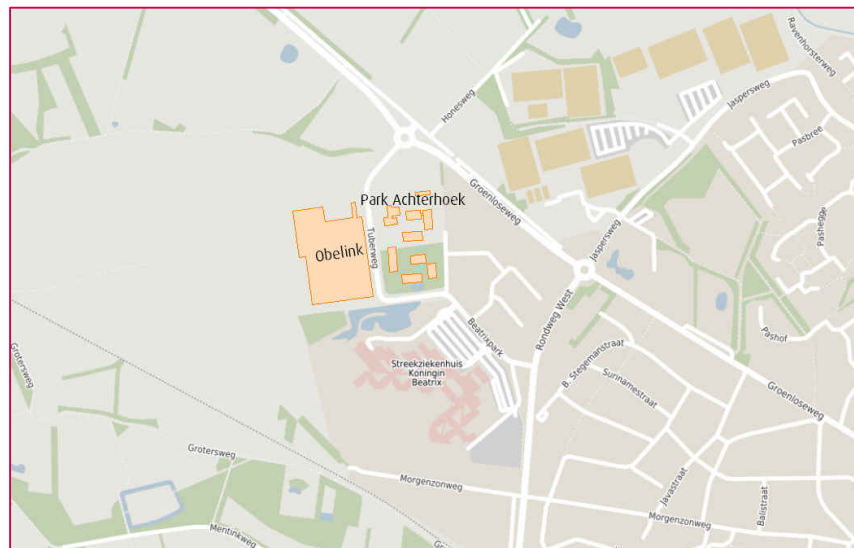 Ravenhorsterweg
Honesweg
Jaspersweg
Pasbree
Park Achterhoek
Groenloseweg
Tuberweg
Obelink
Jaspersweg
Pashegge
Rondweg West
Beatrixpark
Pashof
B. Stegemanstraat
Streekziekenhuis
Koningin
Beatrix
Surinamestraat
Grotersweg
Groenloseweg
Grotersweg
Morgenzonweg
Javastraat
Balistraat
Morgenzonweg
Mentinkweg